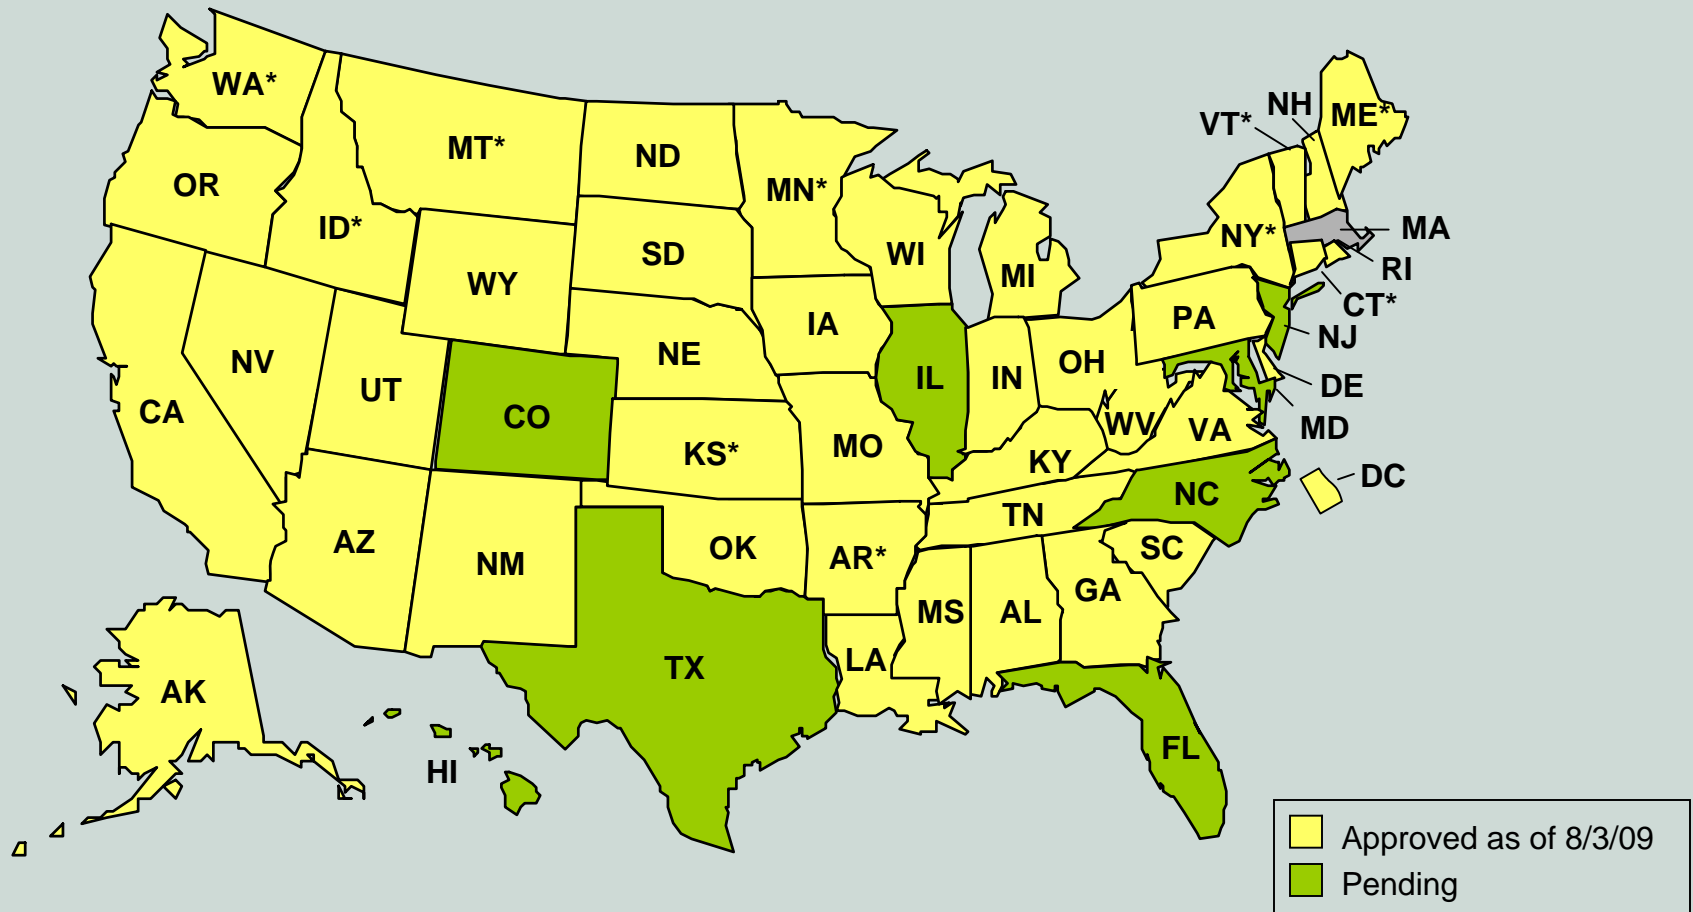 WA*
MT*
ND
MN*
VT*
NH
ME*
OR
ID*
WY
SD
WI
MI
NY*
MA
RI
CT*
NJ
PA
IA
NE
NV
UT
CA
CO
IL
IN
OH
DE
MD
KS*
MO
WV
VA
KY
DC
NC
TN
AZ
NM
OK
AR*
SC
GA
MS
AL
LA
TX
AK
HI
FL
Approved as of 8/3/09
Pending